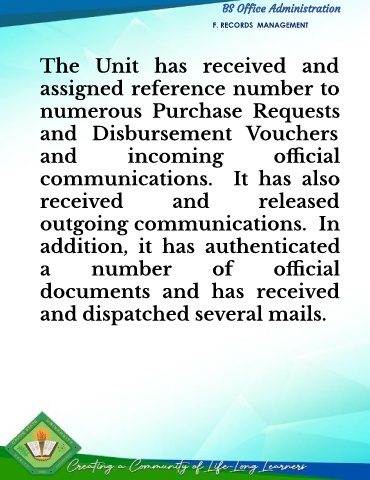 BS Office Administration
F. RECORDS MANAGEMENT
The Unit has received and
assigned reference number to
numerous Purchase Requests
and Disbursement Vouchers
and incoming official
communications. It has also
received and released
outgoing communications. In
addition, it has authenticated
a number of official
documents and has received
and dispatched several mails.
Creating a Community of Life-Long Learners